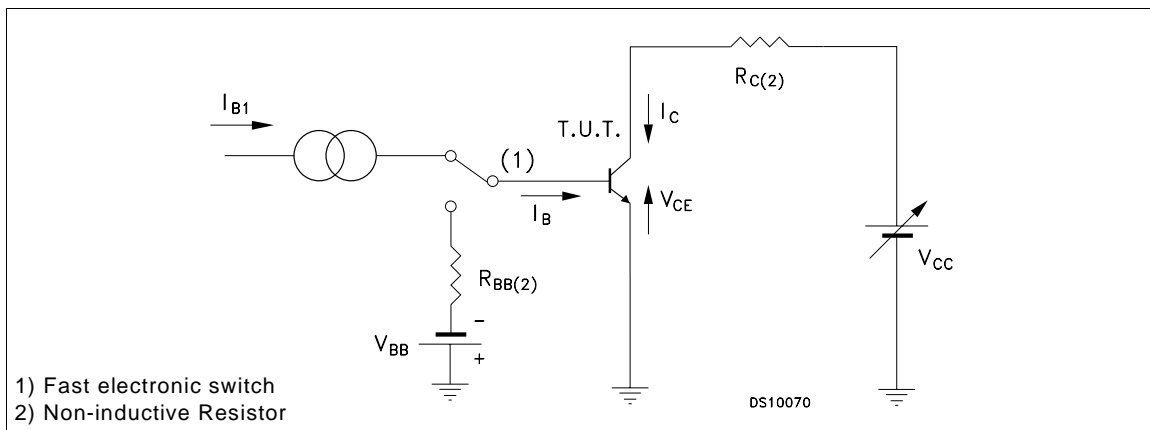 R_C(2)
I_B1
T.U.T.
I_C
(1)
I_B
V_CE
V_CC
R_BB(2)
-
V_BB
+
1) Fast electronic switch
2) Non-inductive Resistor
DS10070